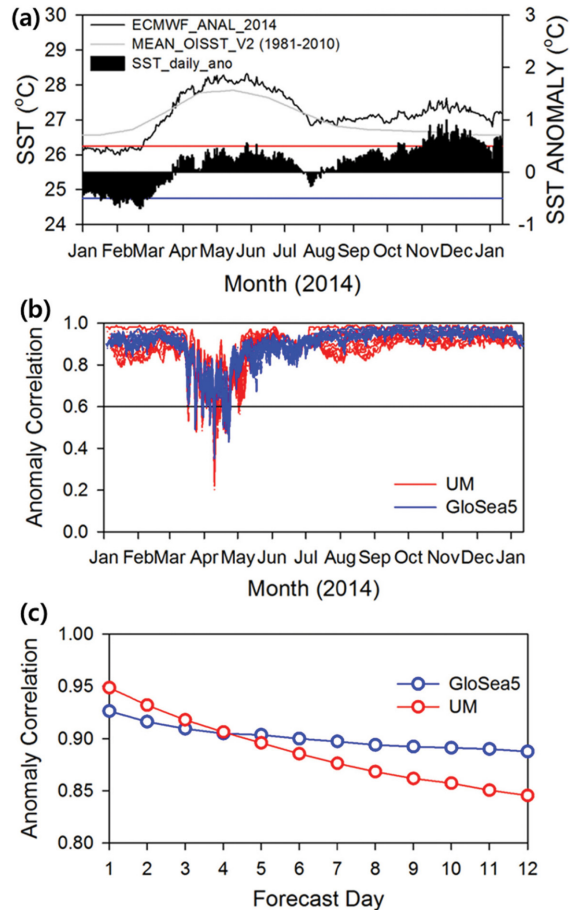 (a)
30
29
28
27
26
25
24
SST (°C)
ECMWF_ANAL_2014
MEAN_OISST_V2 (1981-2010)
SST_daily_ano
3
2
1
0
-1
SST ANOMALY (°C)
Jan Feb Mar Apr May Jun Jul Aug Sep Oct Nov Dec Jan
Month (2014)
(b)
1.0
0.8
0.6
0.4
0.2
0.0
Anomaly Correlation
UM
GloSea5
Jan Feb Mar Apr May Jun Jul Aug Sep Oct Nov Dec Jan
Month (2014)
(c)
1.00
0.95
0.90
0.85
0.80
Anomaly Correlation
GloSea5
UM
1 2 3 4 5 6 7 8 9 10 11 12
Forecast Day